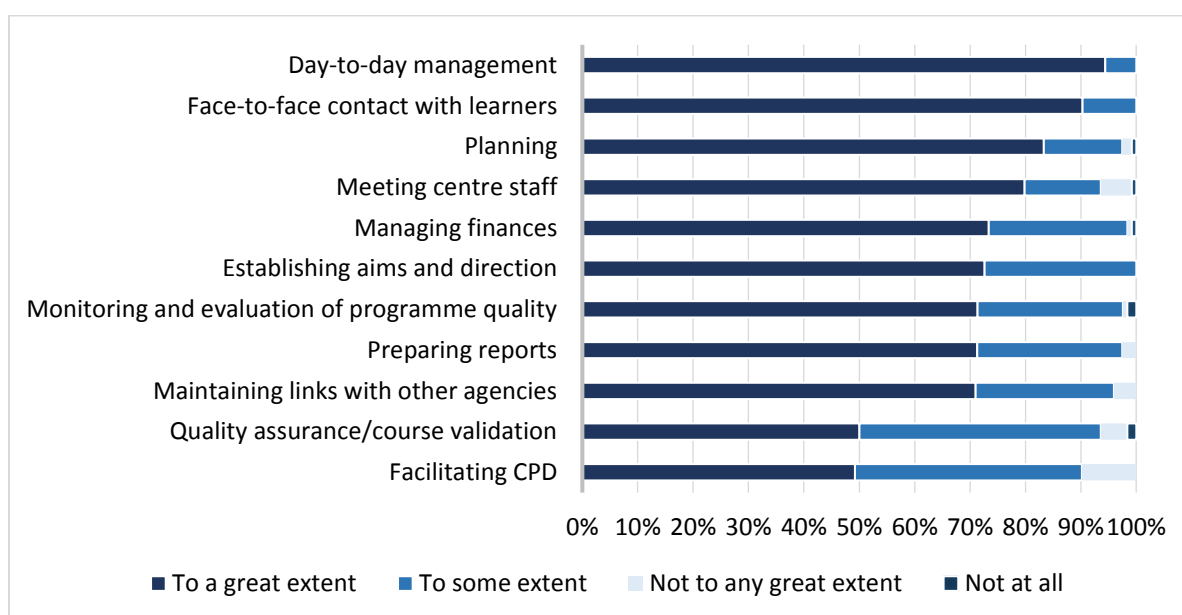 Day-to-day management
Face-to-face contact with learners
Planning
Meeting centre staff
Managing finances
Establishing aims and direction
Monitoring and evaluation of programme quality
Preparing reports
Maintaining links with other agencies
Quality assurance/course validation
Facilitating CPD
0% 10% 20% 30% 40% 50% 60% 70% 80% 90% 100%
To a great extent To some extent Not to any great extent Not at all